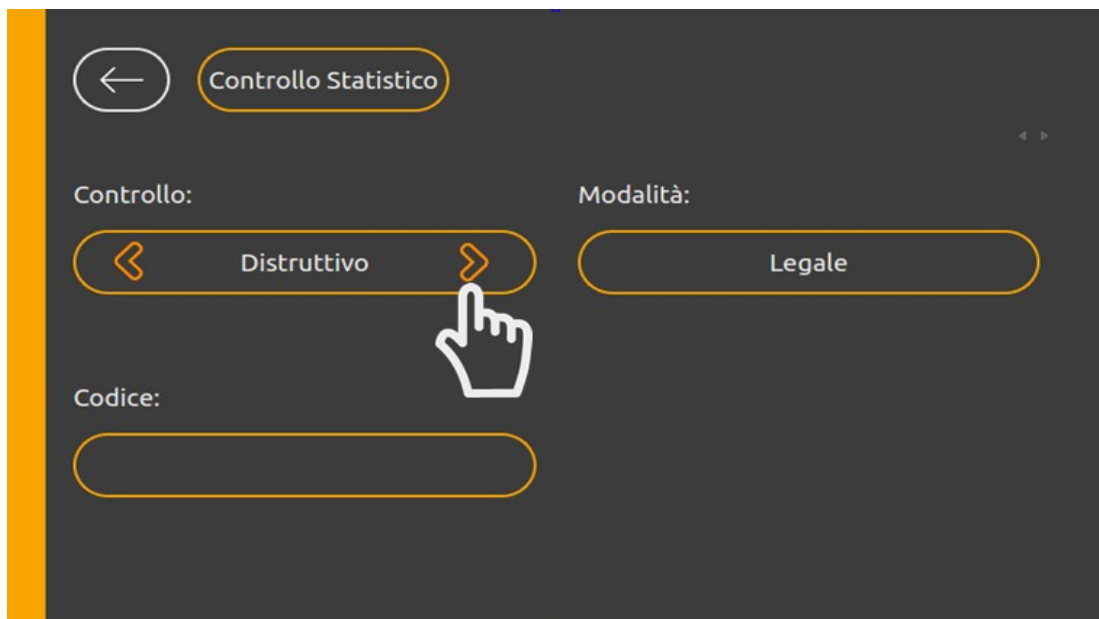 Controllo Statistico
Controllo:
Modalità:
Distruttivo
Legale
Codice: